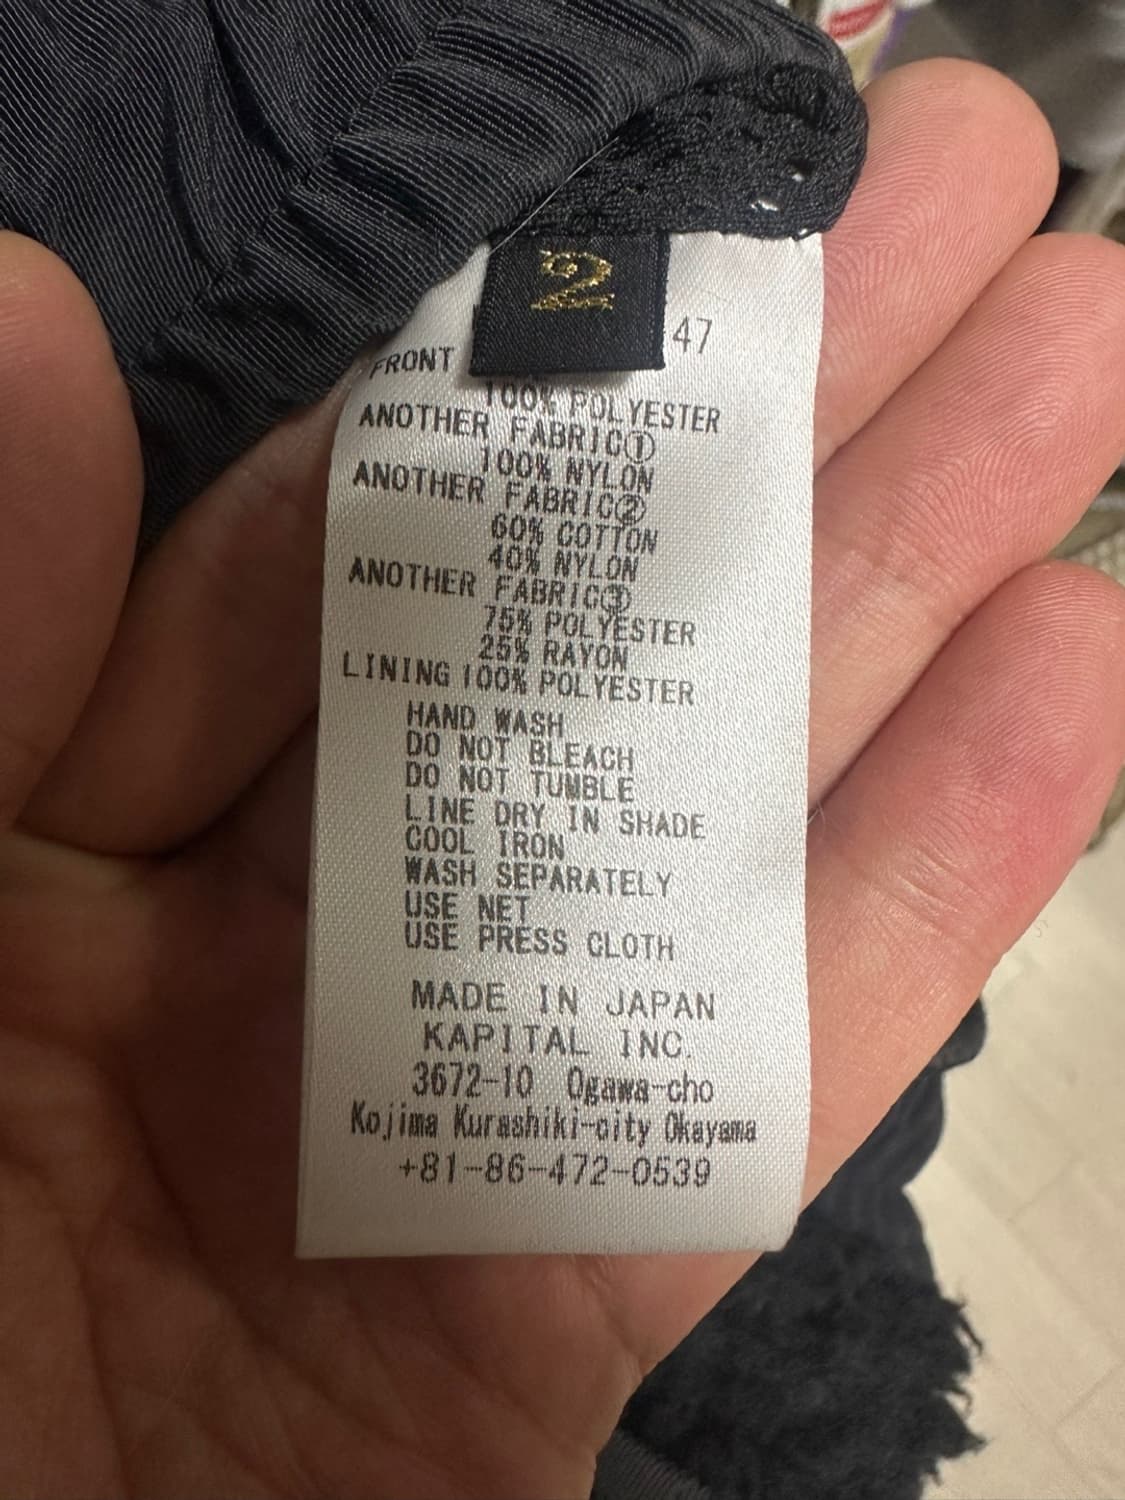 2
47
FRONT
100% POLYESTER
ANOTHER FABRIC①
100% NYLON
ANOTHER FABRIC②
60% COTTON
40% NYLON
ANOTHER FABRIC③
75% POLYESTER
25% RAYON
LINING 100% POLYESTER
HAND WASH
DO NOT BLEACH
DO NOT TUMBLE
LINE DRY IN SHADE
COOL IRON
WASH SEPARATELY
USE NET
USE PRESS CLOTH
MADE IN JAPAN
KAPITAL INC.
3672-10 Ogawa-cho
Kojima Kurashiki-city Okayama
+81-86-472-0539